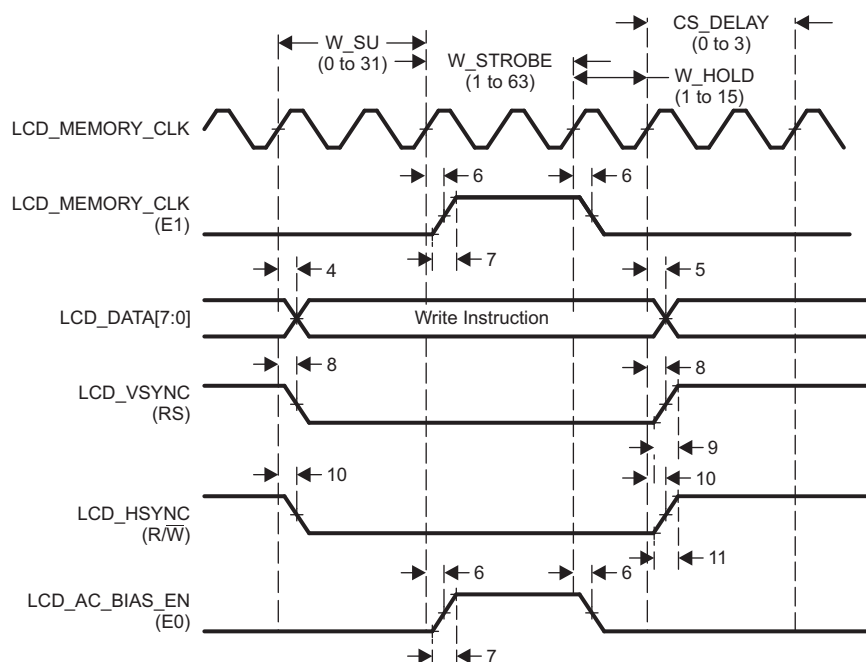 CS_DELAY
(0 to 3)
W_SU
(0 to 31)
W_STROBE
(1 to 63)
W_HOLD
(1 to 15)
LCD_MEMORY_CLK
LCD_MEMORY_CLK
(E1)
6
6
7
LCD_DATA[7:0]
4
5
Write Instruction
LCD_VSYNC
(RS)
8
8
9
LCD_HSYNC
(R/W̅)
10
10
11
LCD_AC_BIAS_EN
(E0)
6
6
7